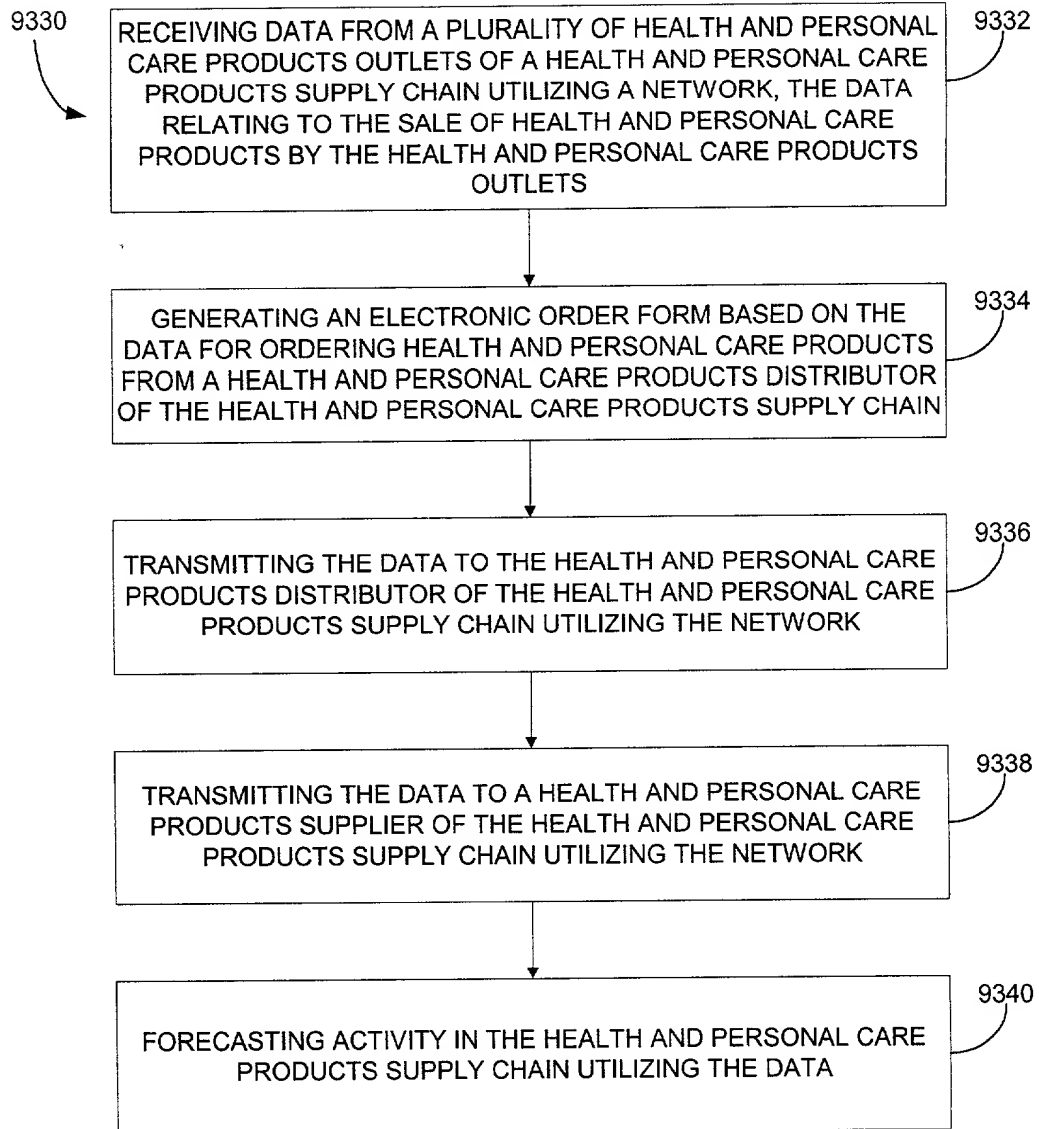 9330
RECEIVING DATA FROM A PLURALITY OF HEALTH AND PERSONAL
CARE PRODUCTS OUTLETS OF A HEALTH AND PERSONAL CARE
PRODUCTS SUPPLY CHAIN UTILIZING A NETWORK, THE DATA
RELATING TO THE SALE OF HEALTH AND PERSONAL CARE
PRODUCTS BY THE HEALTH AND PERSONAL CARE PRODUCTS
OUTLETS
9332
GENERATING AN ELECTRONIC ORDER FORM BASED ON THE
DATA FOR ORDERING HEALTH AND PERSONAL CARE PRODUCTS
FROM A HEALTH AND PERSONAL CARE PRODUCTS DISTRIBUTOR
OF THE HEALTH AND PERSONAL CARE PRODUCTS SUPPLY CHAIN
9334
TRANSMITTING THE DATA TO THE HEALTH AND PERSONAL CARE
PRODUCTS DISTRIBUTOR OF THE HEALTH AND PERSONAL CARE
PRODUCTS SUPPLY CHAIN UTILIZING THE NETWORK
9336
TRANSMITTING THE DATA TO A HEALTH AND PERSONAL CARE
PRODUCTS SUPPLIER OF THE HEALTH AND PERSONAL CARE
PRODUCTS SUPPLY CHAIN UTILIZING THE NETWORK
9338
FORECASTING ACTIVITY IN THE HEALTH AND PERSONAL CARE
PRODUCTS SUPPLY CHAIN UTILIZING THE DATA
9340